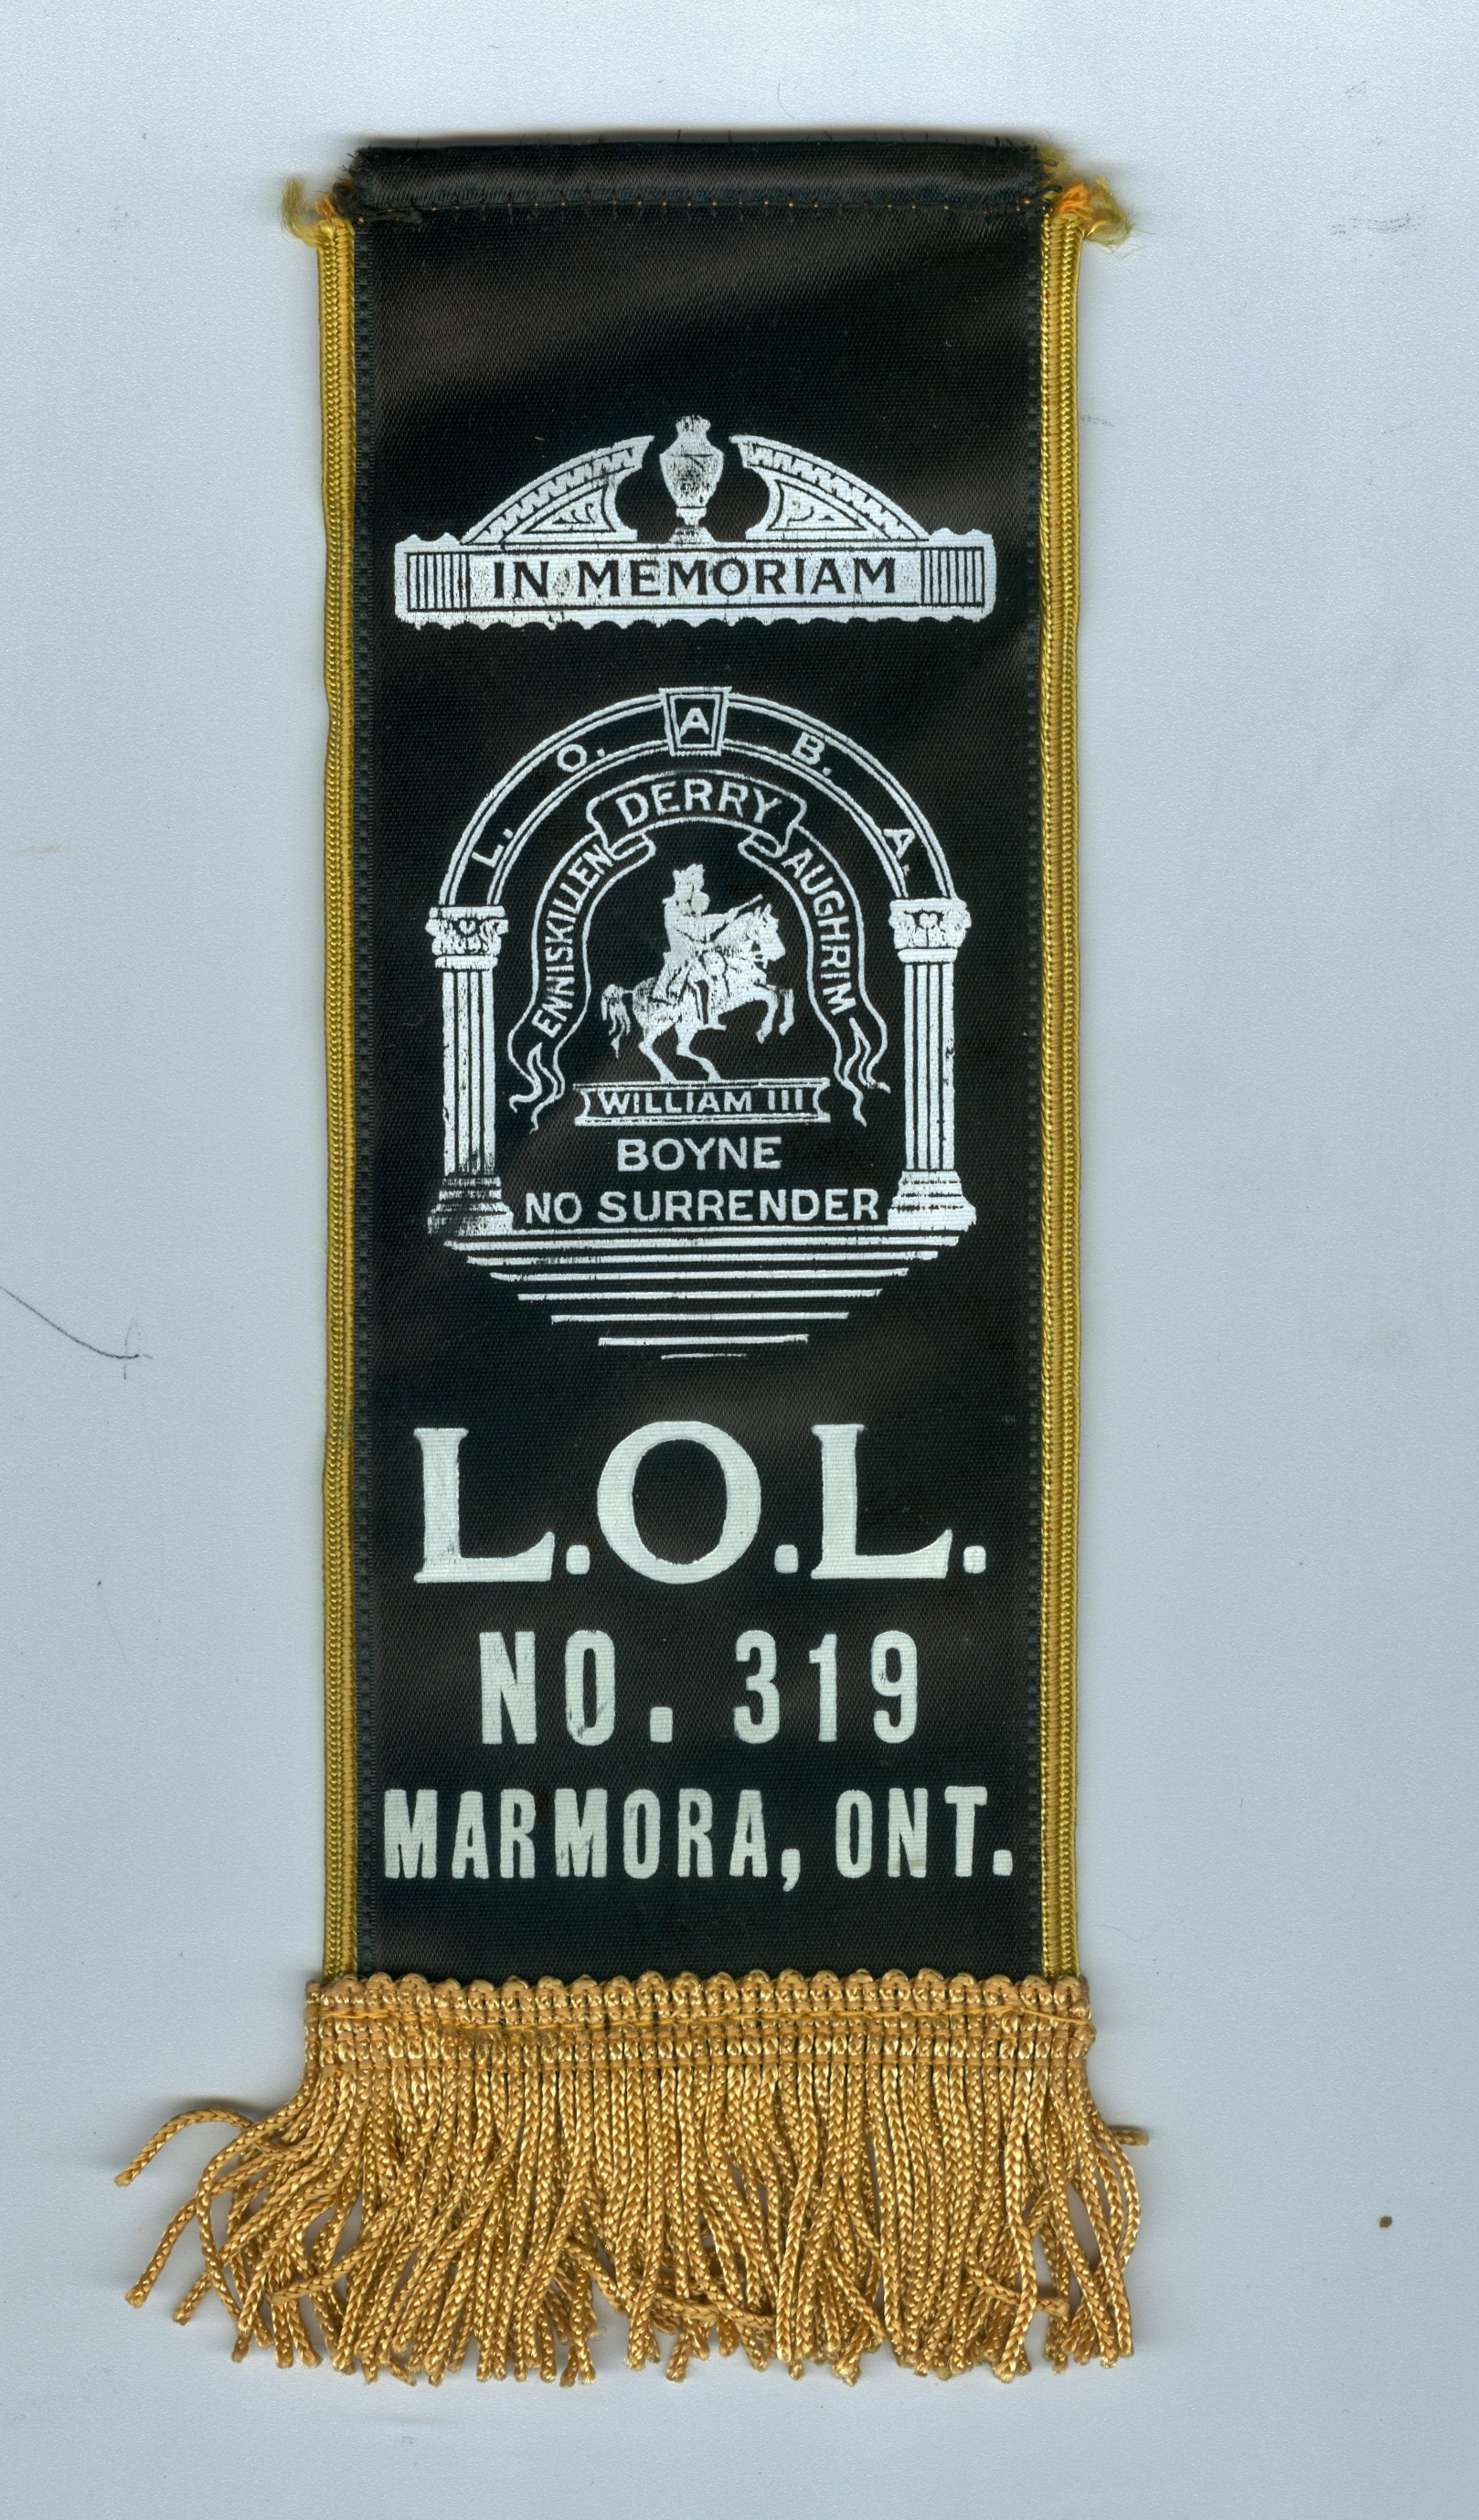 IN MEMORIAM
L. O. A. B. A.
DERRY
ENNISKILLEN
AUGHRIM
WILLIAM III
BOYNE
NO SURRENDER
L.O.L.
NO. 319
MARMORA, ONT.